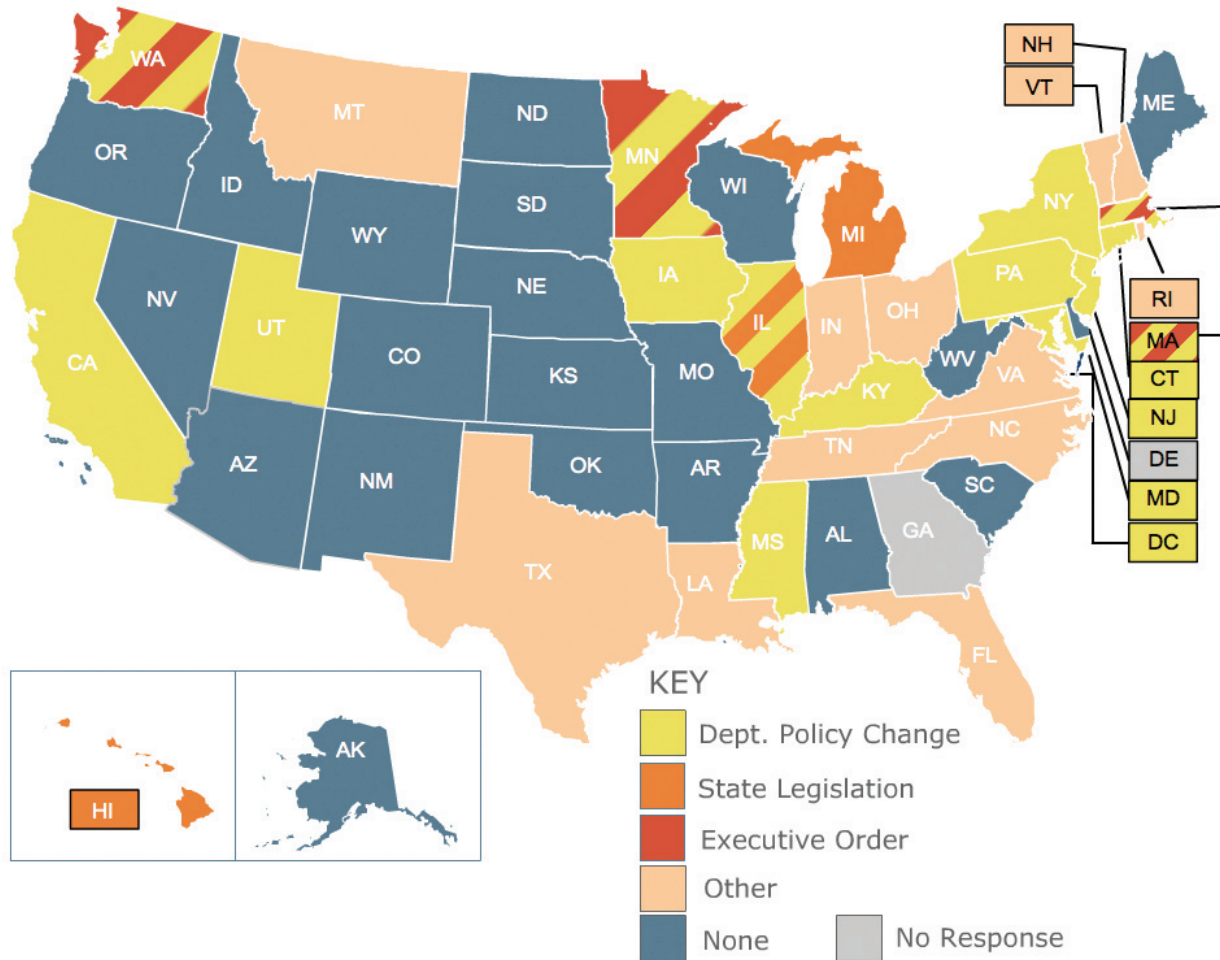 WA
MT
ND
MN
OR
ID
WY
SD
WI
MI
NH
VT
ME
NY
NV
UT
CA
CO
NE
IA
IL
IN
OH
PA
KS
MO
KY
WV
VA
RI
MA
CT
NJ
DE
MD
DC
AZ
NM
OK
AR
TN
NC
SC
TX
LA
MS
AL
GA
FL
HI
AK
KEY
Dept. Policy Change
State Legislation
Executive Order
Other
None
No Response